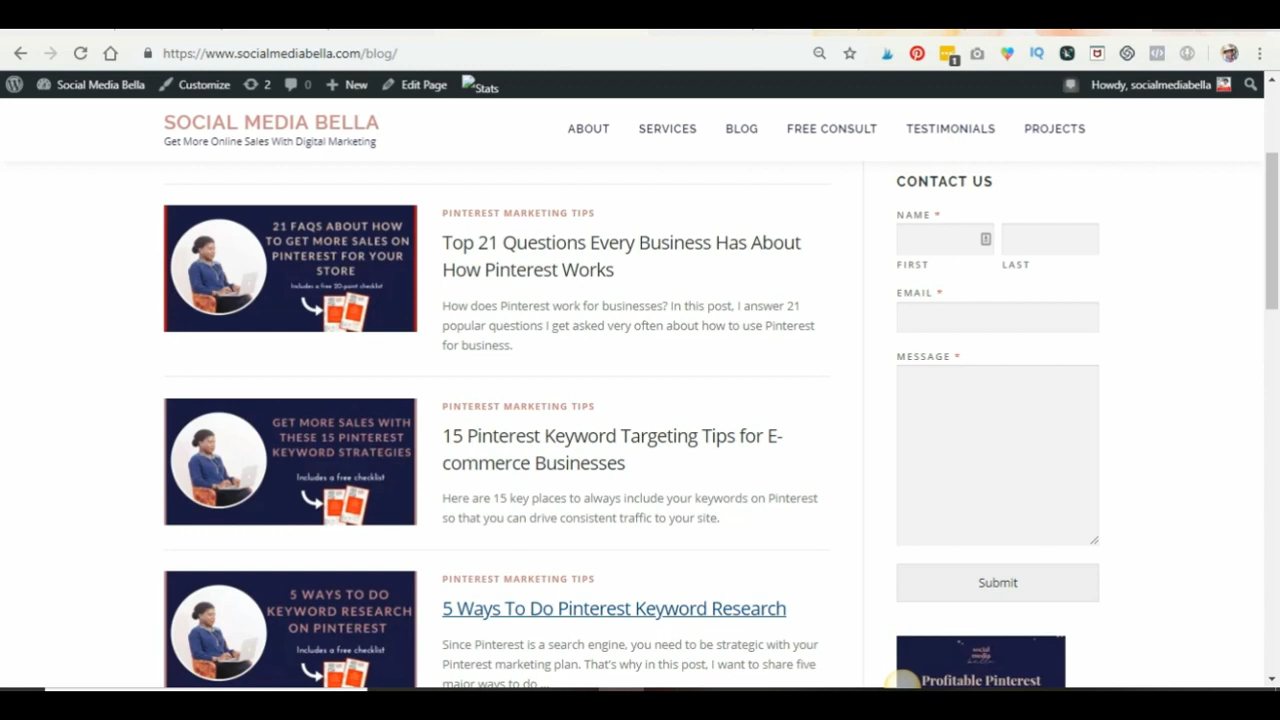 https://www.socialmediabella.com/blog/
1
IQ
Social Media Bella
Customize
2
0
New
Edit Page
Stats
Howdy, socialmediabella
SOCIAL MEDIA BELLA
Get More Online Sales With Digital Marketing
ABOUT
SERVICES
BLOG
FREE CONSULT
TESTIMONIALS
PROJECTS
21 FAQS ABOUT HOW
TO GET MORE SALES ON
PINTEREST FOR YOUR
STORE
Includes a free 20-point checklist
PINTEREST MARKETING TIPS
Top 21 Questions Every Business Has About
How Pinterest Works
How does Pinterest work for businesses? In this post, I answer 21
popular questions I get asked very often about how to use Pinterest
for business.
GET MORE SALES WITH
THESE 15 PINTEREST
KEYWORD STRATEGIES
Includes a free checklist
PINTEREST MARKETING TIPS
15 Pinterest Keyword Targeting Tips for E-
commerce Businesses
Here are 15 key places to always include your keywords on Pinterest
so that you can drive consistent traffic to your site.
5 WAYS TO DO
KEYWORD RESEARCH
ON PINTEREST
Includes a free checklist
PINTEREST MARKETING TIPS
5 Ways To Do Pinterest Keyword Research
Since Pinterest is a search engine, you need to be strategic with your
Pinterest marketing plan. That's why in this post, I want to share five
major ways to do ...
CONTACT US
NAME *
FIRST
LAST
EMAIL *
MESSAGE *
Submit
social
media
bella
Profitable Pinterest